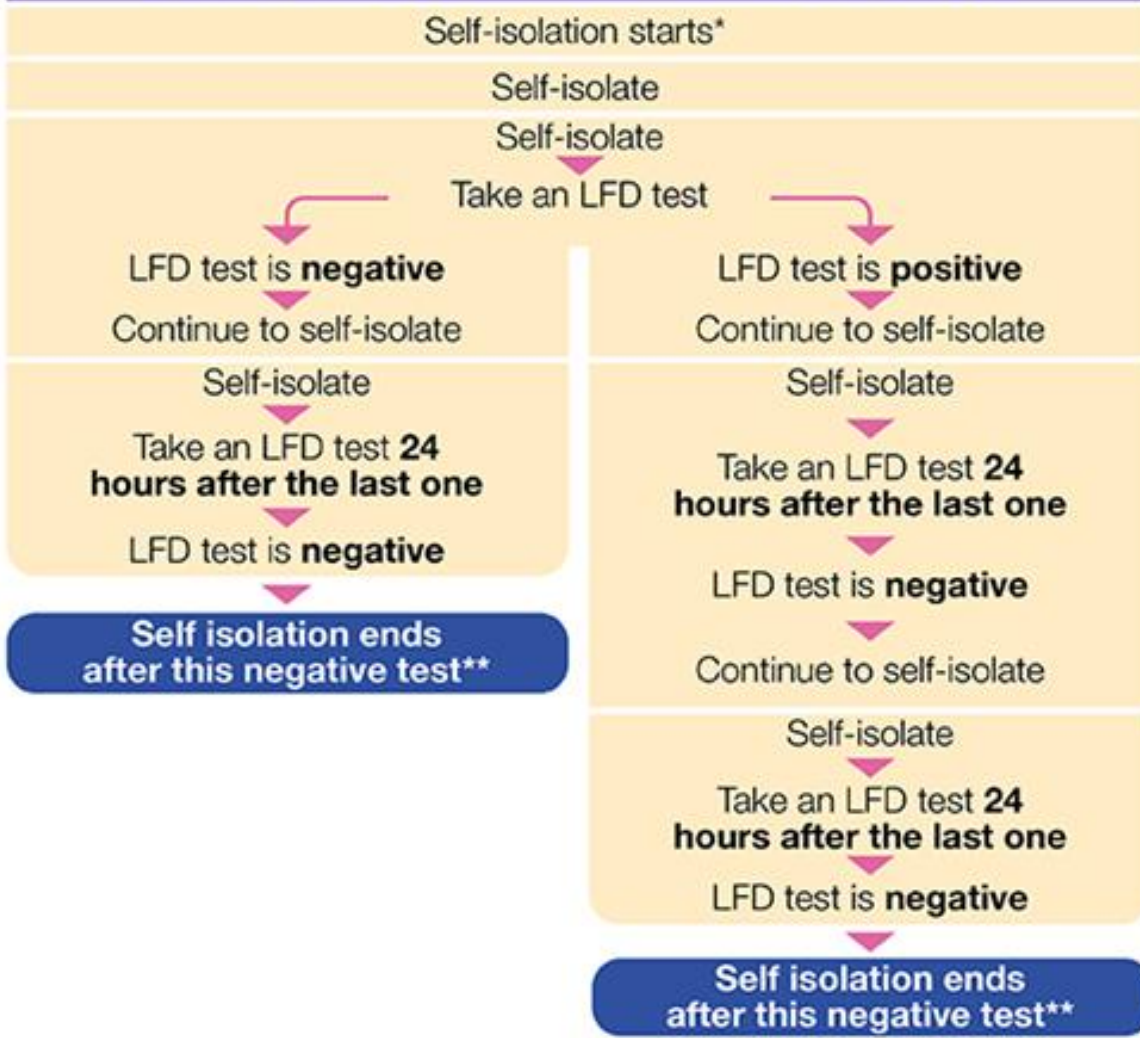 Self-isolation starts*
Self-isolate
Self-isolate
Take an LFD test
LFD test is negative
Continue to self-isolate
Self-isolate
Take an LFD test 24
hours after the last one
LFD test is negative
Self isolation ends
after this negative test**
LFD test is positive
Continue to self-isolate
Self-isolate
Take an LFD test 24
hours after the last one
LFD test is negative
Continue to self-isolate
Self-isolate
Take an LFD test 24
hours after the last one
LFD test is negative
Self isolation ends
after this negative test**